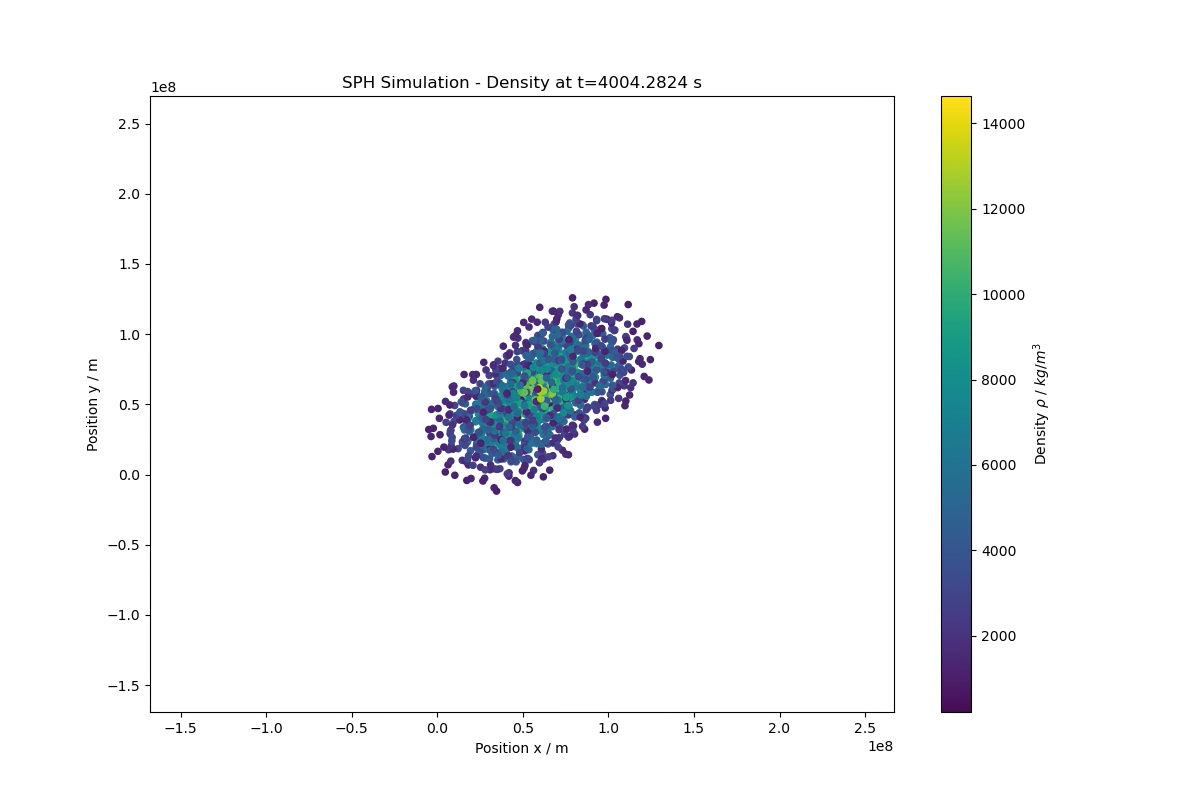 SPH Simulation - Density at t=4004.2824 s
1e8
2.5
2.0
1.5
1.0
0.5
0.0
−0.5
−1.0
−1.5
Position y / m
−1.5 −1.0 −0.5 0.0 0.5 1.0 1.5 2.0 2.5
1e8
Position x / m
14000
12000
10000
8000
6000
4000
2000
Density ρ / kg/m³